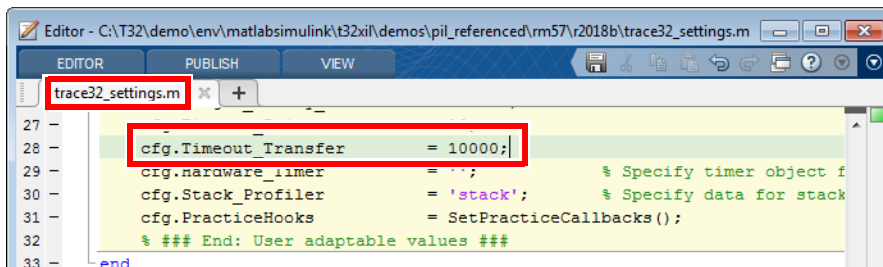 Editor - C:\T32\demo\env\matlabsimulink\t32xil\demos\pil_referenced\rm57\r2018b\trace32_settings.m
EDITOR PUBLISH VIEW
trace32_settings.m
27 -
28 - cfg.Timeout_Transfer = 10000;
29 - cfg.Hardware_Timer = ''; % Specify timer object f
30 - cfg.Stack_Profiler = 'stack'; % Specify data for stack
31 - cfg.PracticeHooks = SetPracticeCallbacks();
32 % ### End: User adaptable values ###
33 - end